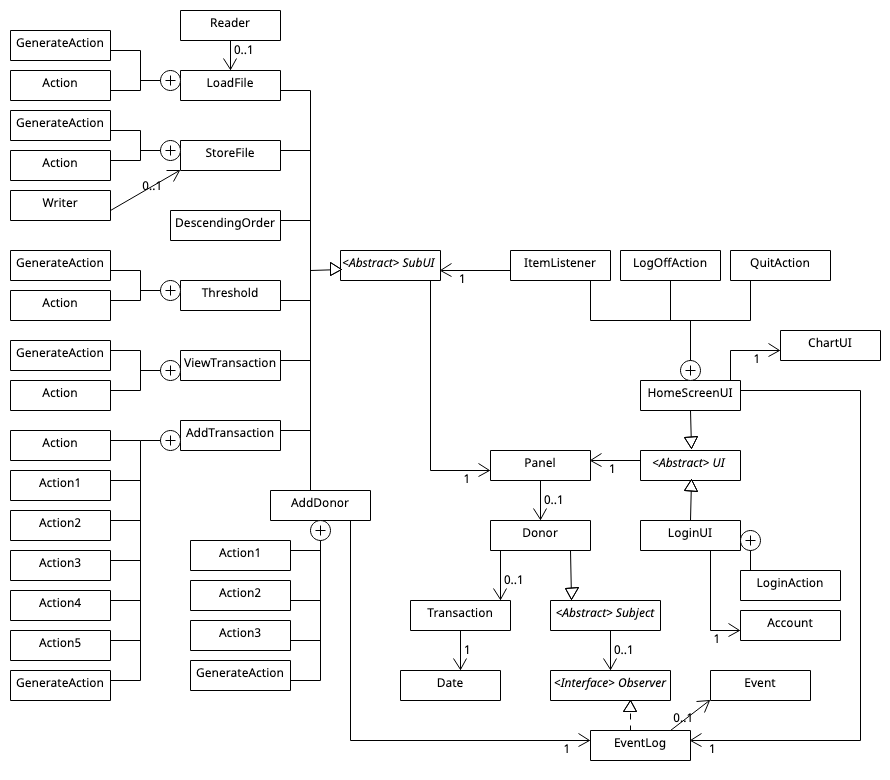 Reader
GenerateAction
0..1
Action
LoadFile
GenerateAction
Action
StoreFile
0..1
Writer
DescendingOrder
GenerateAction
<Abstract> SubUI
ItemListener
LogOffAction
QuitAction
1
Action
Threshold
GenerateAction
ViewTransaction
ChartUI
1
Action
HomeScreenUI
Action
AddTransaction
Action1
Panel
1
<Abstract> UI
1
Action2
AddDonor
0..1
Donor
LoginUI
Action3
Action1
LoginAction
0..1
Action4
Action2
Transaction
<Abstract> Subject
Account
1
Action5
Action3
1
0..1
GenerateAction
GenerateAction
Date
<Interface> Observer
Event
0..1
EventLog
1
1